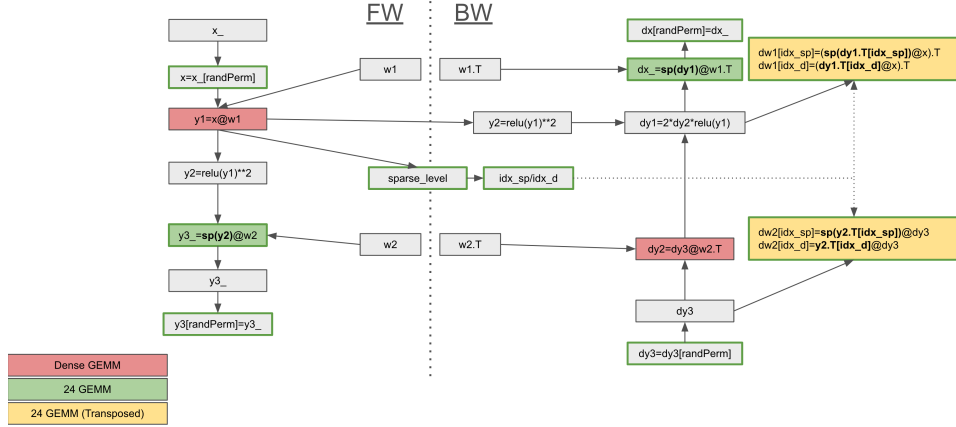 FW
BW
x_
x=x_[randPerm]
w1
y1=x@w1
y2=relu(y1)**2
sparse_level
y3_=sp(y2)@w2
w2
y3_
y3[randPerm]=y3_
dx[randPerm]=dx_
w1.T
dx_=sp(dy1)@w1.T
dw1[idx_sp]=(sp(dy1.T[idx_sp])@x).T
dw1[idx_d]=(dy1.T[idx_d]@x).T
y2=relu(y1)**2
dy1=2*dy2*relu(y1)
idx_sp/idx_d
w2.T
dy2=dy3@w2.T
dw2[idx_sp]=sp(y2.T[idx_sp])@dy3
dw2[idx_d]=y2.T[idx_d]@dy3
dy3
dy3=dy3[randPerm]
Dense GEMM
24 GEMM
24 GEMM (Transposed)